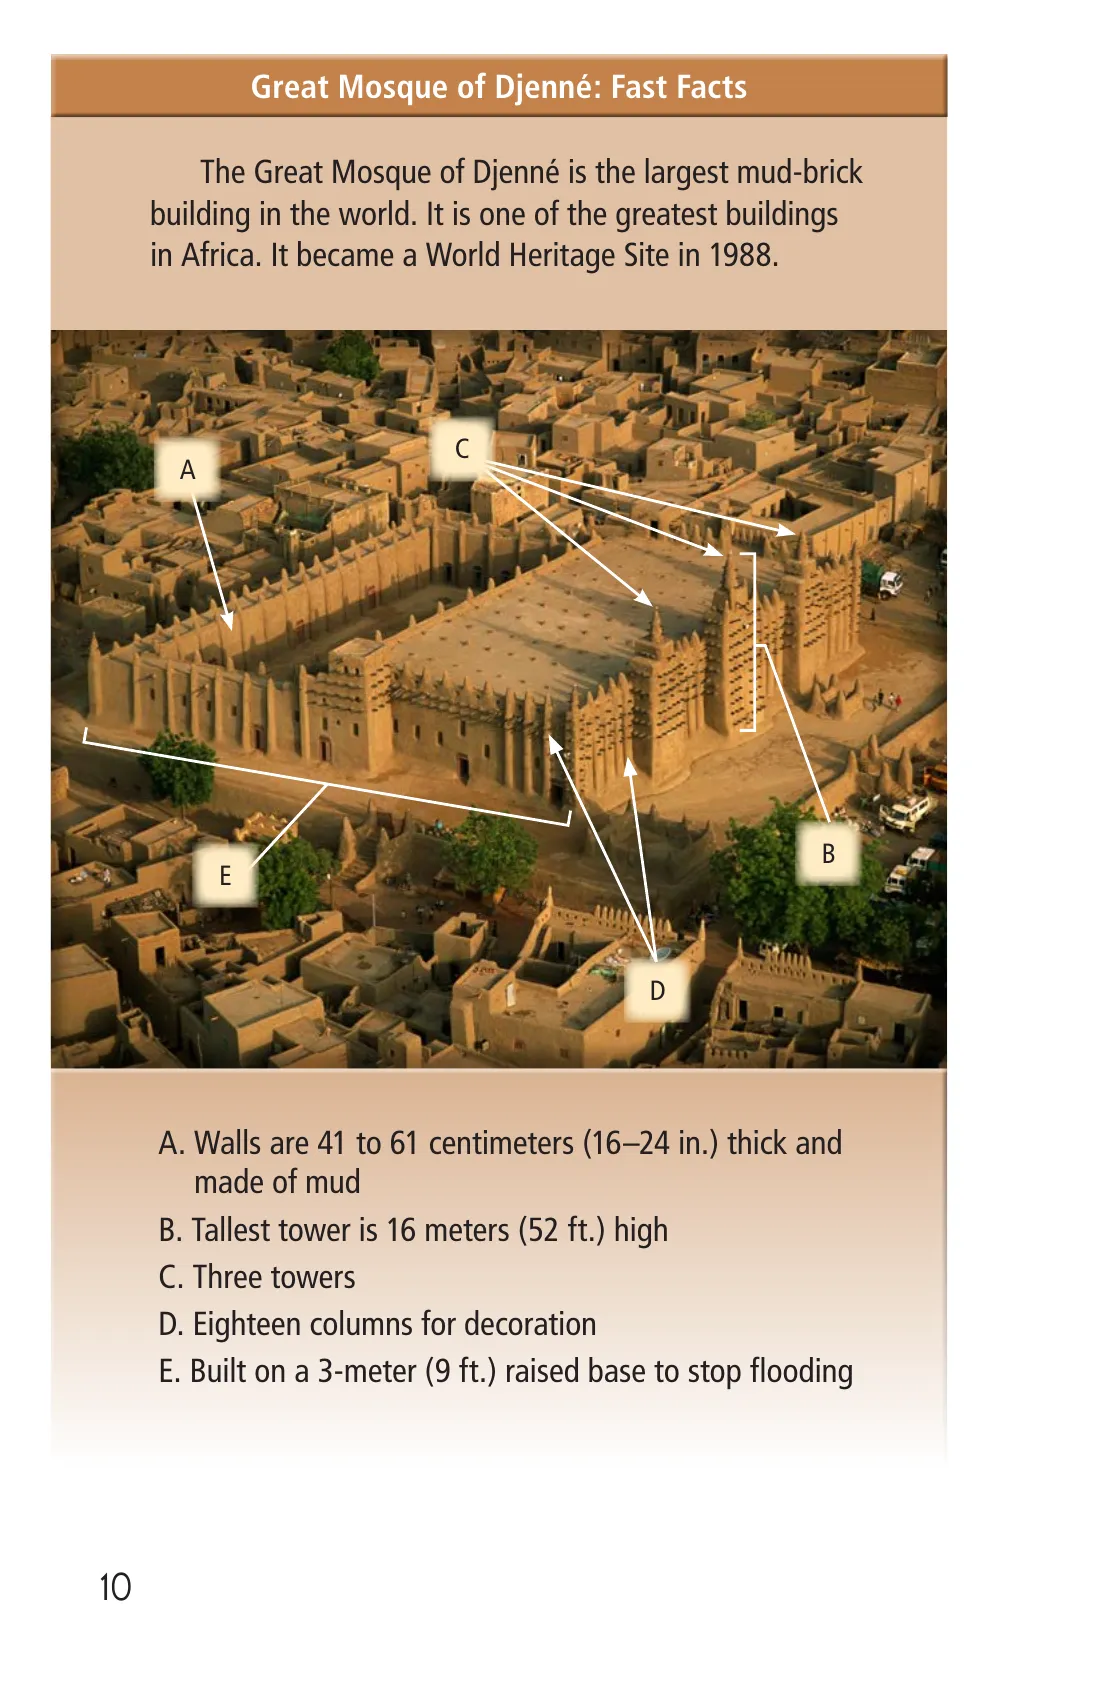 Great Mosque of Djenné: Fast Facts
The Great Mosque of Djenné is the largest mud-brick
building in the world. It is one of the greatest buildings
in Africa. It became a World Heritage Site in 1988.
A
C
B
E
D
A. Walls are 41 to 61 centimeters (16–24 in.) thick and
made of mud
B. Tallest tower is 16 meters (52 ft.) high
C. Three towers
D. Eighteen columns for decoration
E. Built on a 3-meter (9 ft.) raised base to stop flooding
10